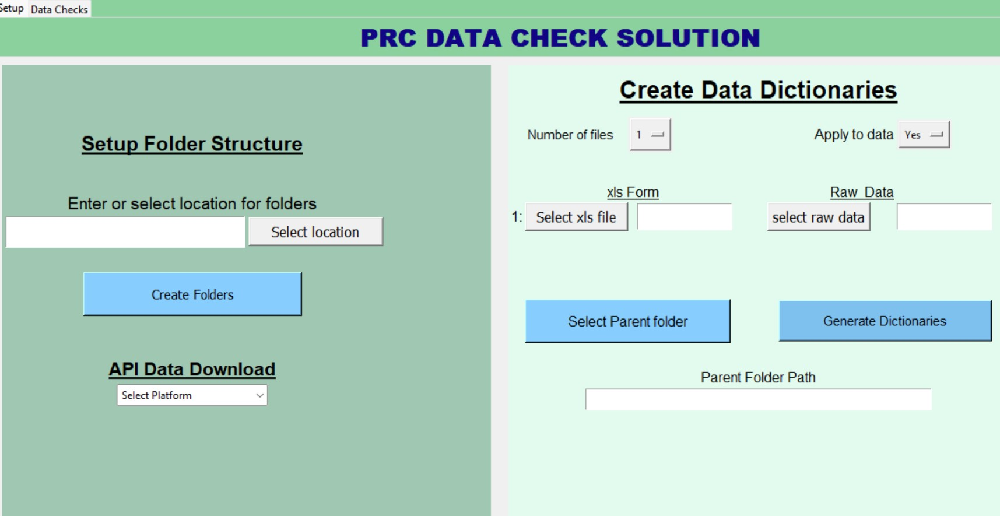 Setup Data Checks
PRC DATA CHECK SOLUTION
Setup Folder Structure
Enter or select location for folders
Select location
Create Folders
API Data Download
Select Platform
Create Data Dictionaries
Number of files 1 Apply to data Yes
xls Form Raw Data
1: Select xls file select raw data
Select Parent folder Generate Dictionaries
Parent Folder Path